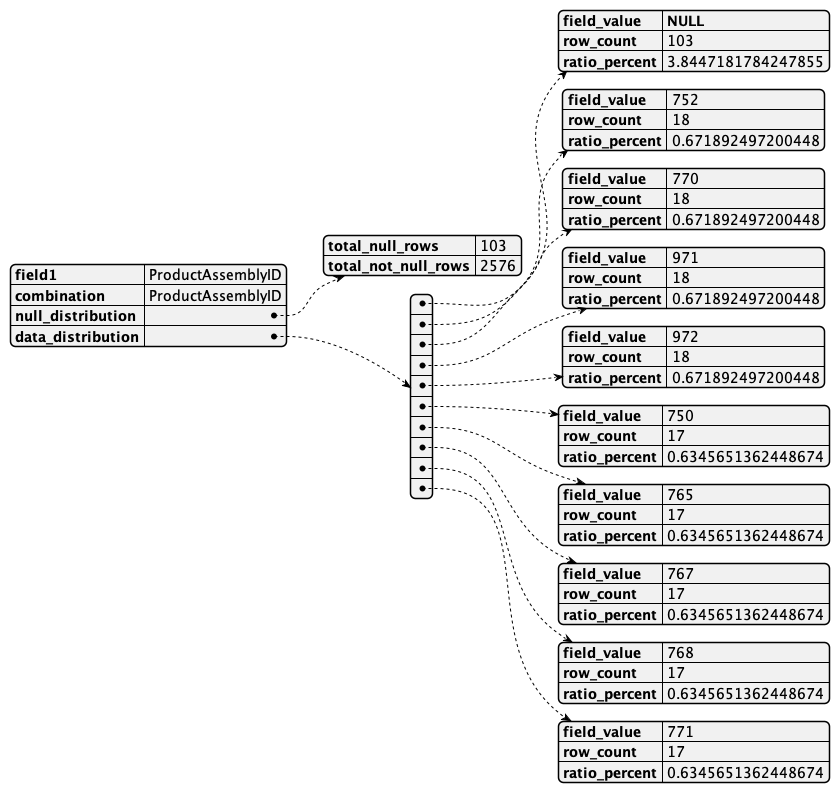 field1 ProductAssemblyID
combination ProductAssemblyID
null_distribution
data_distribution
total_null_rows 103
total_not_null_rows 2576
field_value NULL
row_count 103
ratio_percent 3.8447181784247855
field_value 752
row_count 18
ratio_percent 0.671892497200448
field_value 770
row_count 18
ratio_percent 0.671892497200448
field_value 971
row_count 18
ratio_percent 0.671892497200448
field_value 972
row_count 18
ratio_percent 0.671892497200448
field_value 750
row_count 17
ratio_percent 0.6345651362448674
field_value 765
row_count 17
ratio_percent 0.6345651362448674
field_value 767
row_count 17
ratio_percent 0.6345651362448674
field_value 768
row_count 17
ratio_percent 0.6345651362448674
field_value 771
row_count 17
ratio_percent 0.6345651362448674